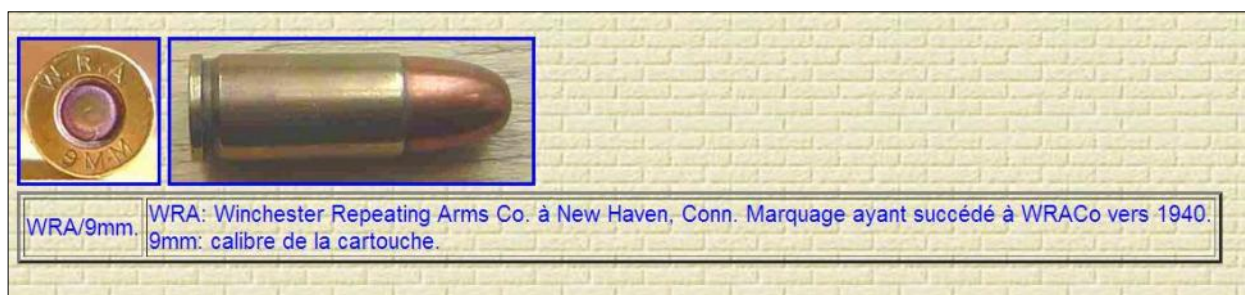 W.R.A
9 M-M
WRA/9mm.
WRA: Winchester Repeating Arms Co. à New Haven, Conn. Marquage ayant succédé à WRACo vers 1940.
9mm: calibre de la cartouche.